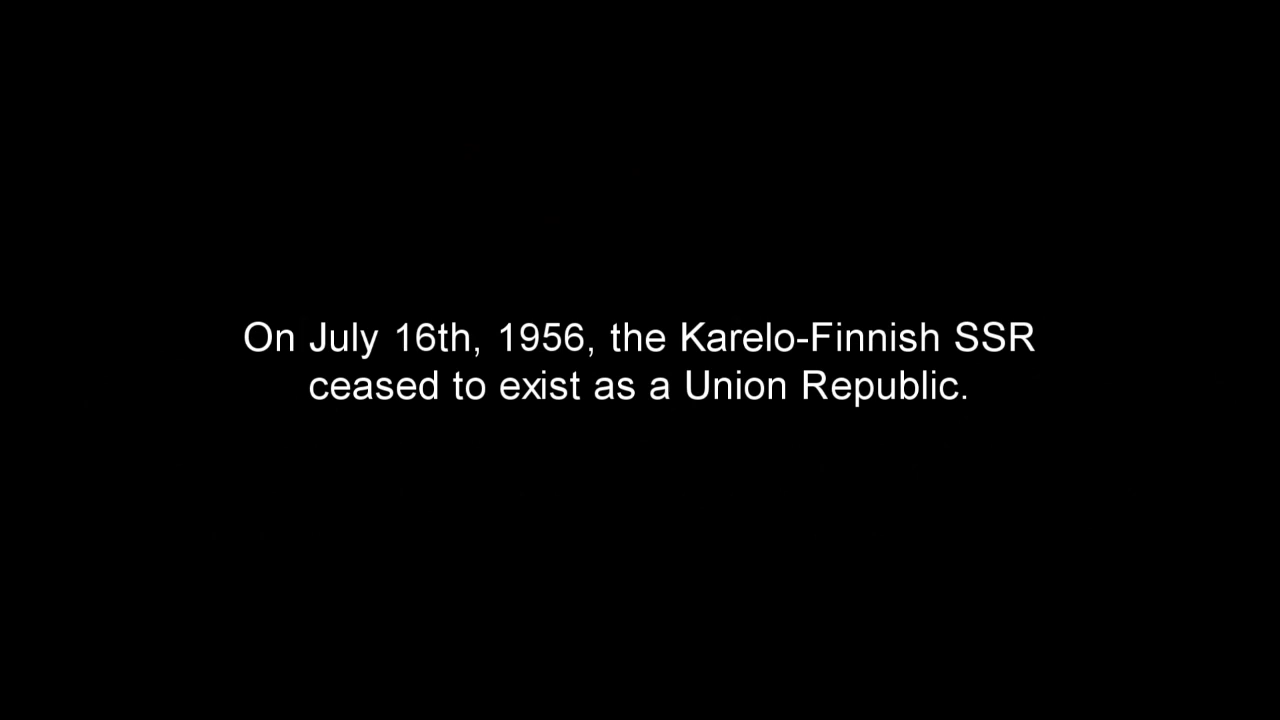 On July 16th, 1956, the Karelo-Finnish SSR
ceased to exist as a Union Republic.